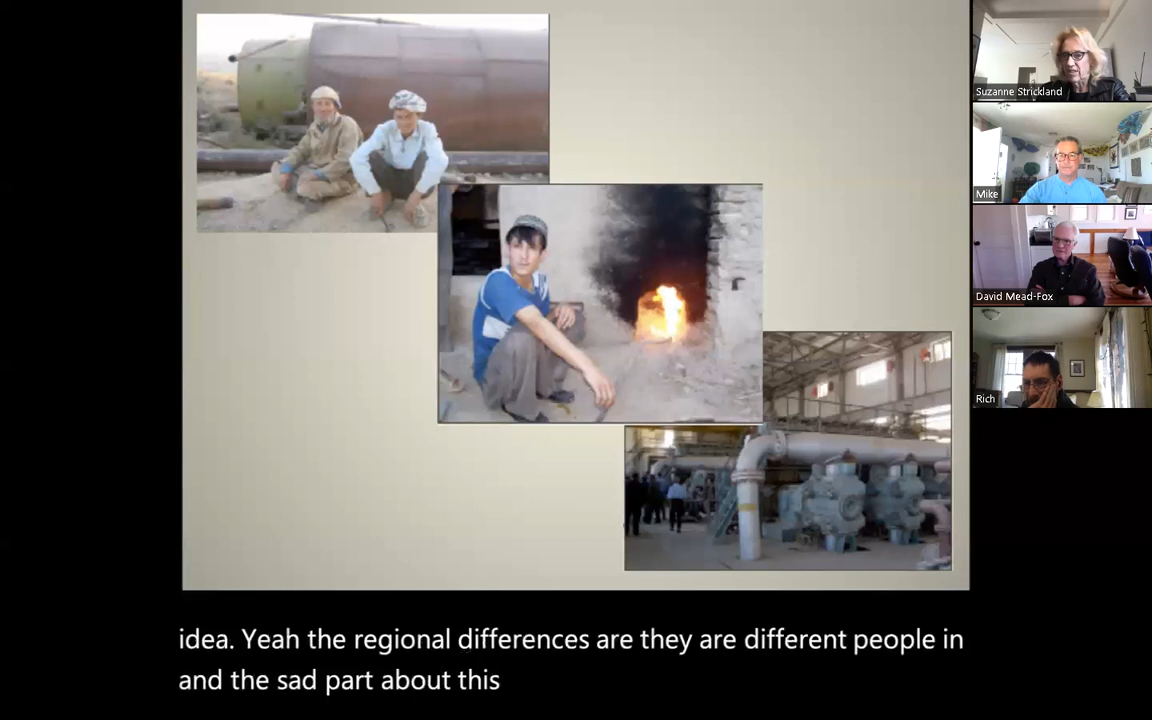 Suzanne Strickland
Mike
David Mead-Fox
Rich
idea. Yeah the regional differences are they are different people in
and the sad part about this